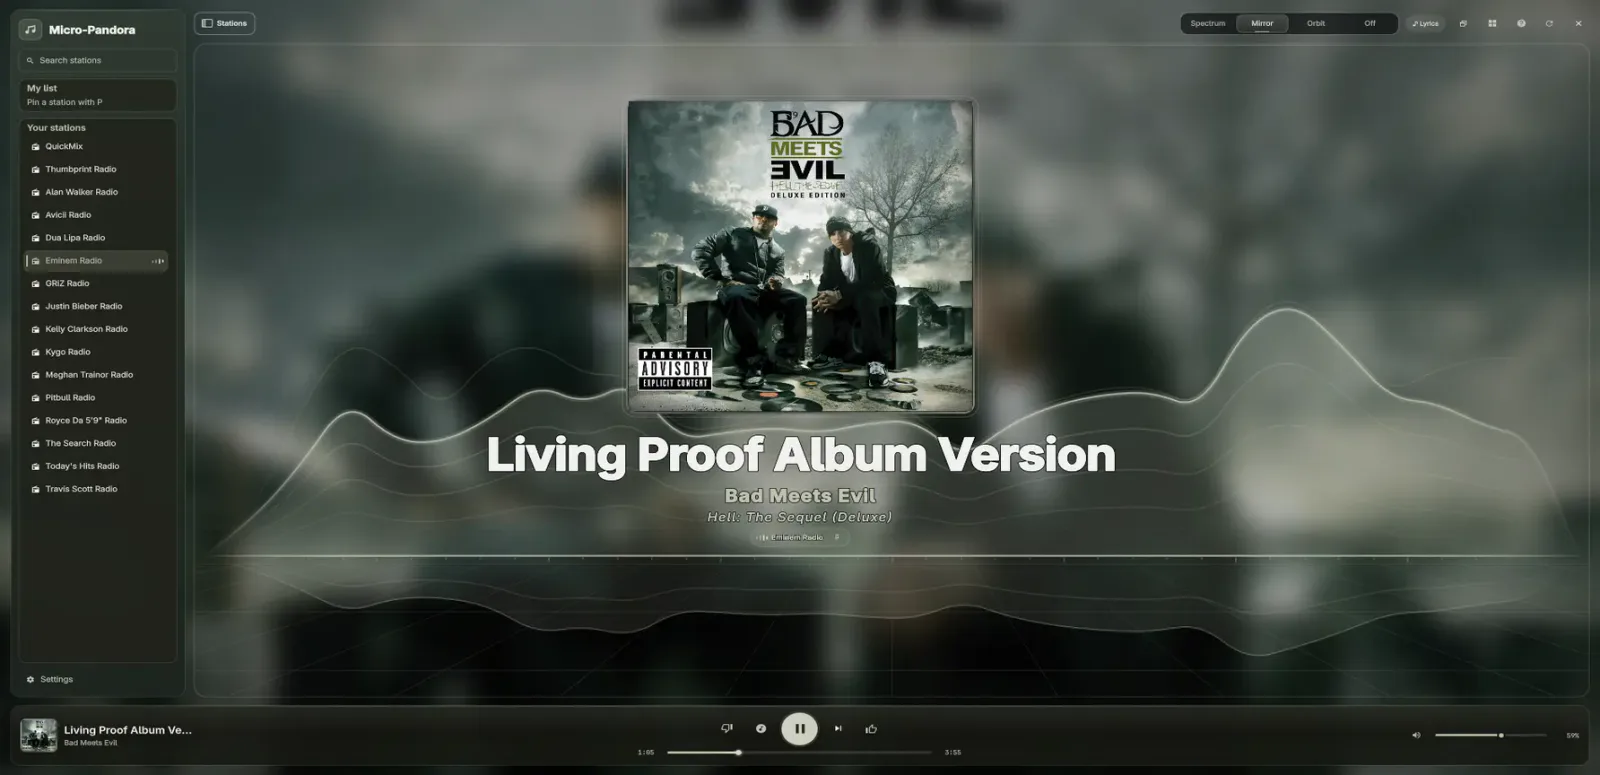 Micro-Pandora
Search stations
My list
Pin a station with P
Your stations
QuickMix
Thumbprint Radio
Alan Walker Radio
Avicii Radio
Dua Lipa Radio
Eminem Radio
GRiZ Radio
Justin Bieber Radio
Kelly Clarkson Radio
Kygo Radio
Meghan Trainor Radio
Pitbull Radio
Royce Da 5'9" Radio
The Search Radio
Today's Hits Radio
Travis Scott Radio
Settings
Stations
Spectrum Mirror Orbit Off Lyrics
BAD
MEETS
EVIL
HELL: THE SEQUEL
DELUXE EDITION
PARENTAL
ADVISORY
EXPLICIT CONTENT
Living Proof Album Version
Bad Meets Evil
Hell: The Sequel (Deluxe)
Eminem Radio
Living Proof Album Ve...
Bad Meets Evil
1:05
3:55
59%